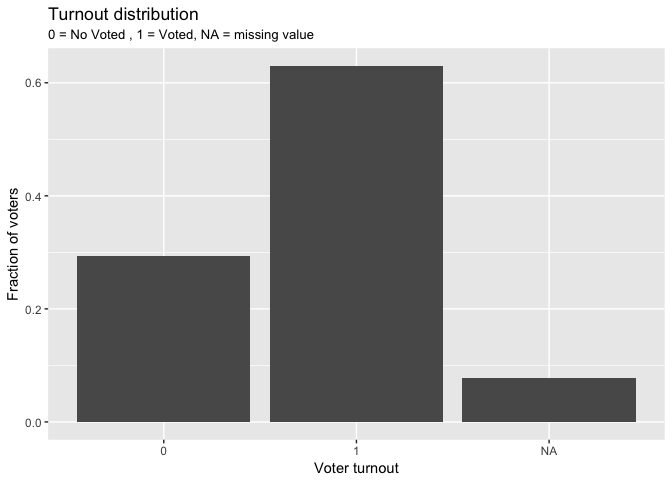 Turnout distribution
0 = No Voted , 1 = Voted, NA = missing value
Fraction of voters
0.6
0.4
0.2
0.0
0
1
NA
Voter turnout